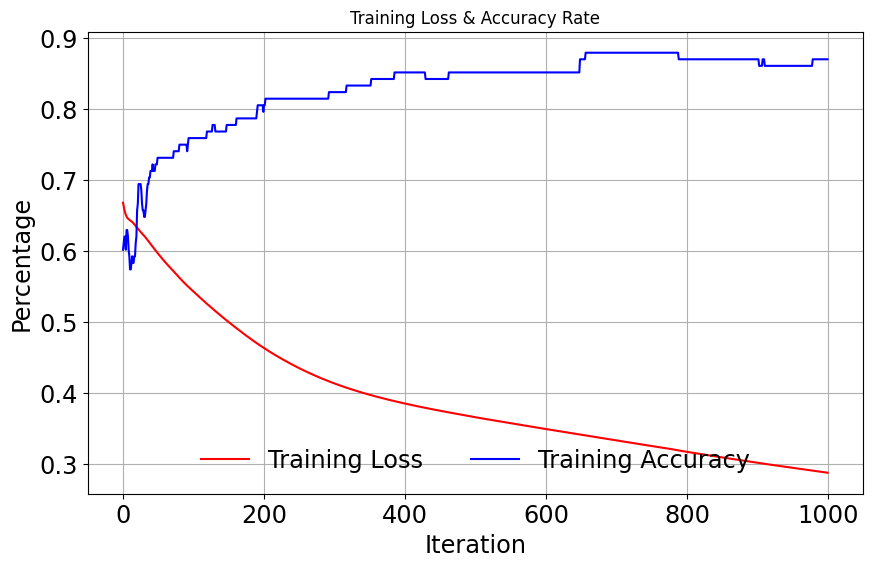 Training Loss & Accuracy Rate
0.9
0.8
0.7
0.6
0.5
0.4
0.3
Percentage
Training Loss
Training Accuracy
0 200 400 600 800 1000
Iteration